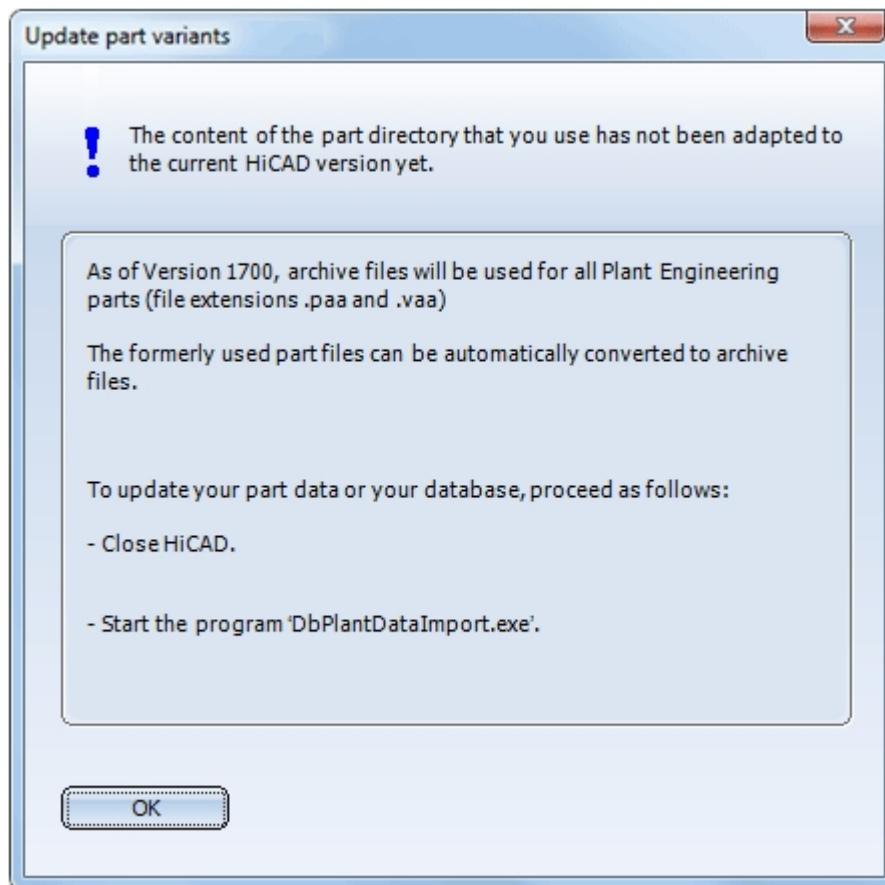 Update part variants
The content of the part directory that you use has not been adapted to
the current HiCAD version yet.
As of Version 1700, archive files will be used for all Plant Engineering
parts (file extensions .paa and .vaa)
The formerly used part files can be automatically converted to archive
files.
To update your part data or your database, proceed as follows:
- Close HiCAD.
- Start the program ‘DbPlantDataImport.exe’.
OK